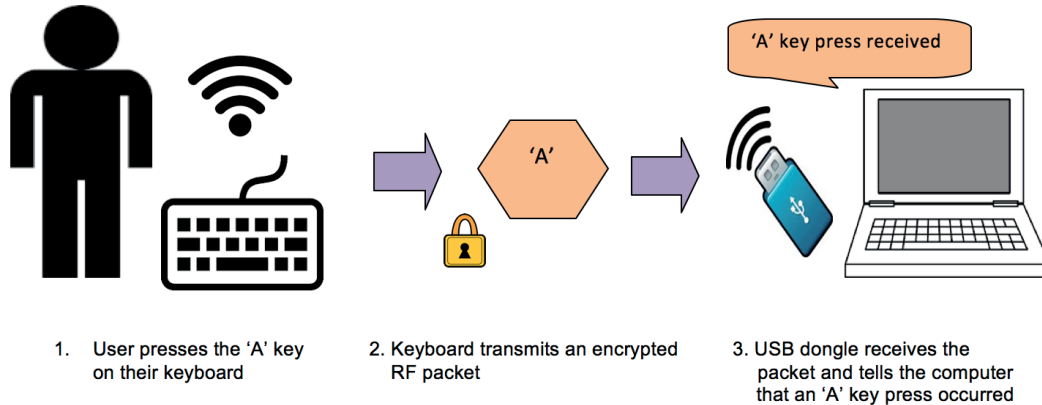 ‘A’ key press received
‘A’
1. User presses the ‘A’ key
on their keyboard
2. Keyboard transmits an encrypted
RF packet
3. USB dongle receives the
packet and tells the computer
that an ‘A’ key press occurred